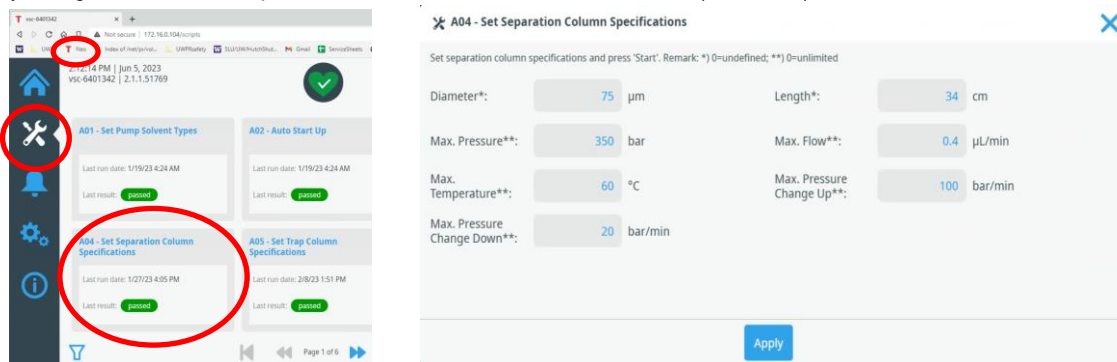 vsc-6401342
Not secure | 172.16.0.104/scripts
Neo Index of /net/pr/vol... UWPRsafety SLU/UW/HutchShut... Gmail ServiceSheets
2:12:14 PM | Jun 5, 2023
vsc-6401342 | 2.1.1.51769
A01 - Set Pump Solvent Types
A02 - Auto Start Up
Last run date: 1/19/23 4:24 AM
Last run date: 1/19/23 4:24 AM
Last result: passed
Last result: passed
A04 - Set Separation Column
Specifications
A05 - Set Trap Column
Specifications
Last run date: 1/27/23 4:05 PM
Last run date: 2/8/23 1:51 PM
Last result: passed
Last result: passed
Page 1 of 6
A04 - Set Separation Column Specifications
Set separation column specifications and press 'Start'. Remark: *) 0=undefined; **) 0=unlimited
Diameter*: 75 μm Length*: 34 cm
Max. Pressure**: 350 bar Max. Flow**: 0.4 μL/min
Max.
Temperature**: 60 °C
Max. Pressure
Change Up**: 100 bar/min
Max. Pressure
Change Down**: 20 bar/min
Apply